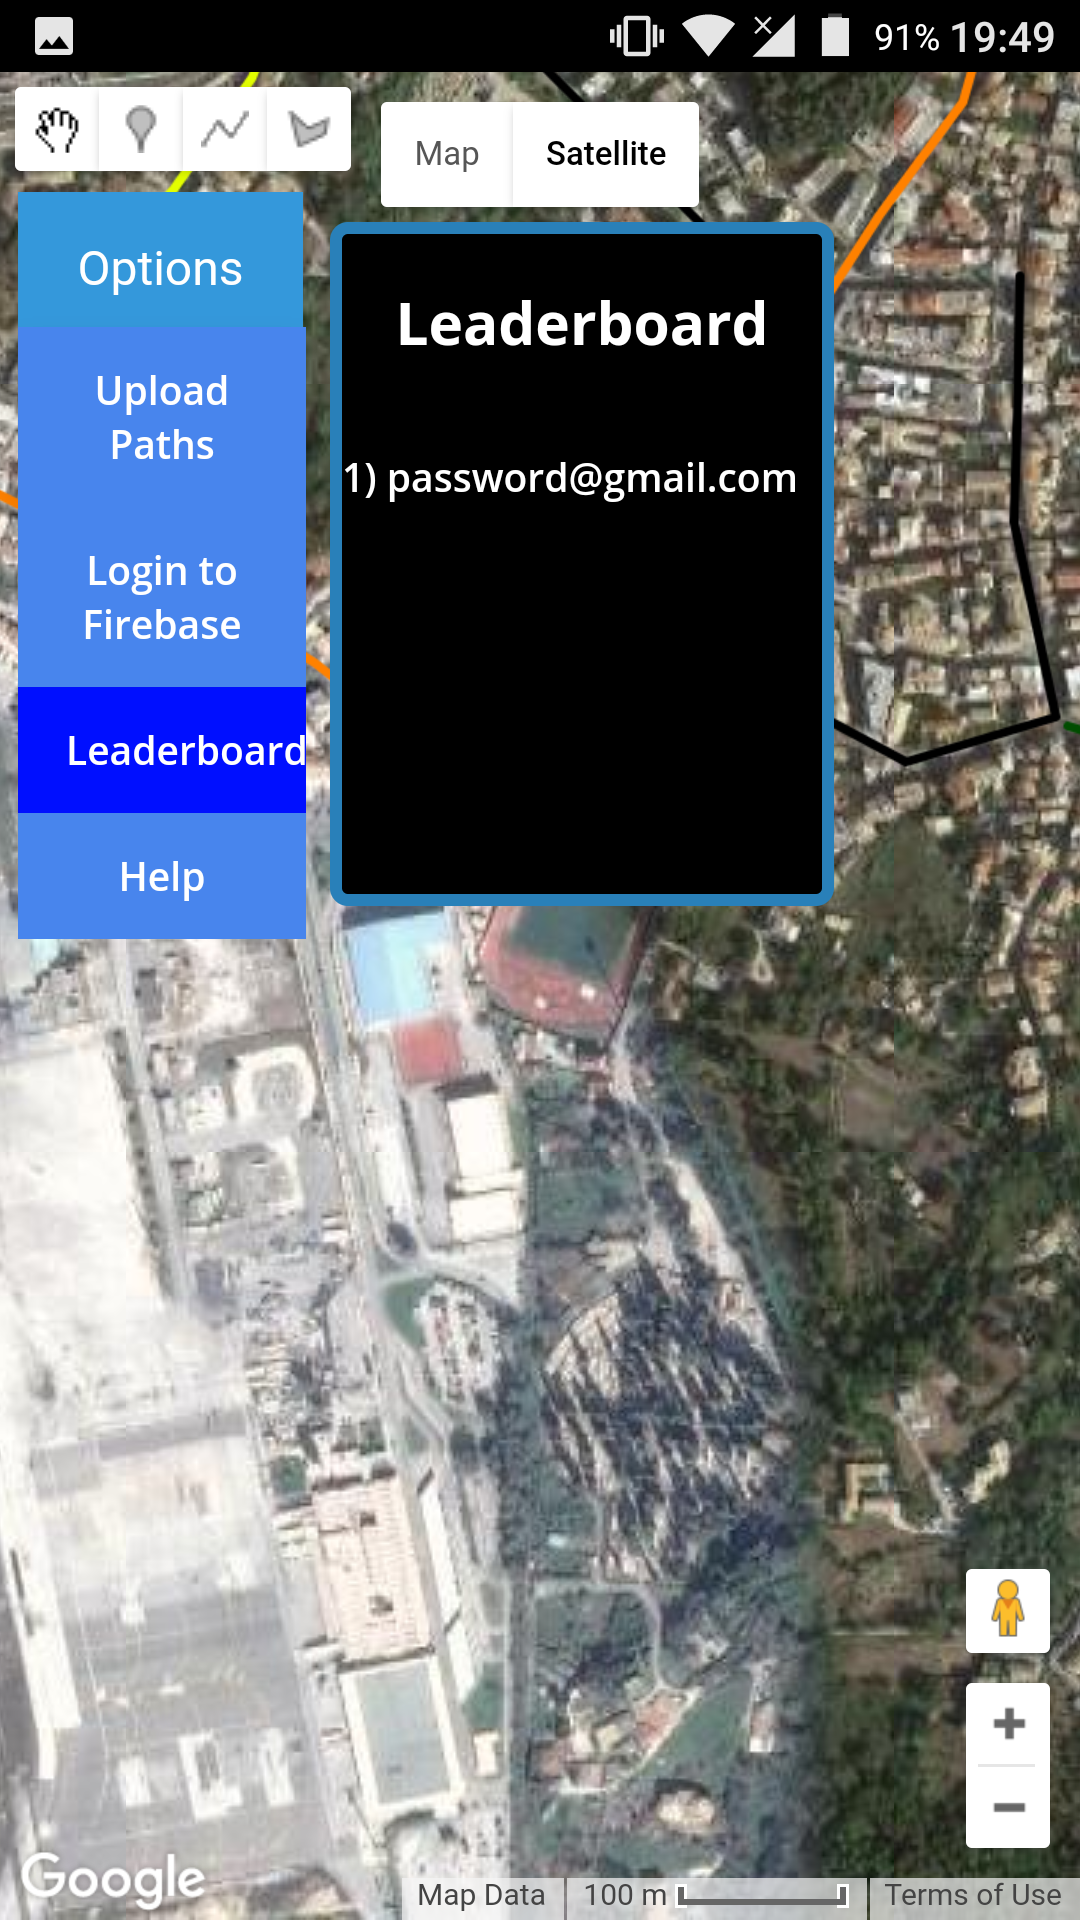 91% 19:49
Map Satellite
Options
Leaderboard
Upload
Paths
1) password@gmail.com
Login to
Firebase
Leaderboard
Help
Google
Map Data 100 m Terms of Use